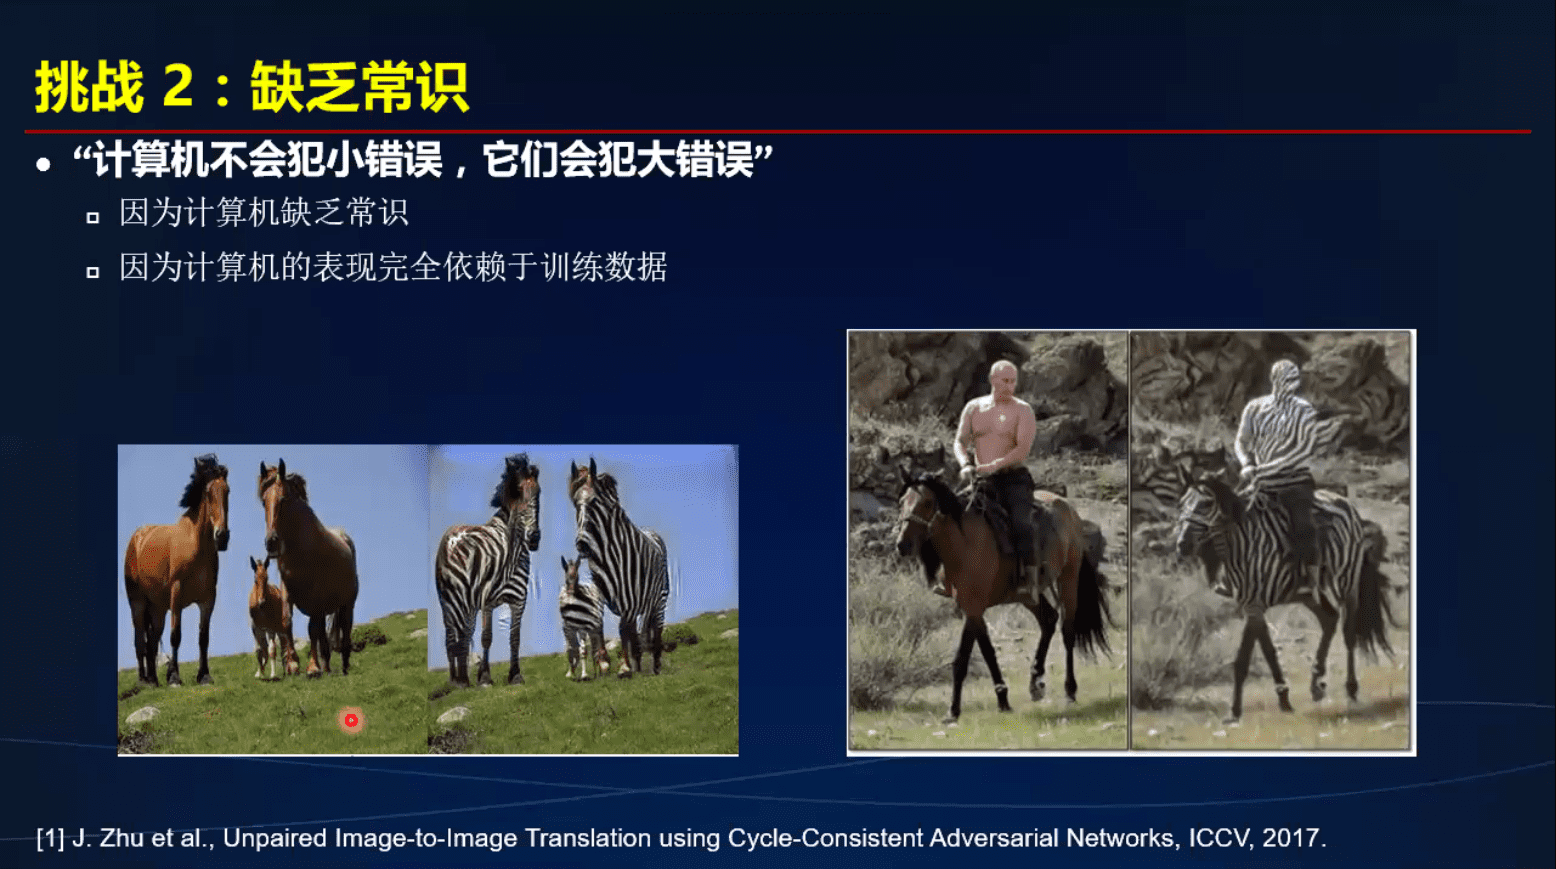 挑战 2：缺乏常识
“计算机不会犯小错误，它们会犯大错误”
因为计算机缺乏常识
因为计算机的表现完全依赖于训练数据
[1] J. Zhu et al., Unpaired Image-to-Image Translation using Cycle-Consistent Adversarial Networks, ICCV, 2017.